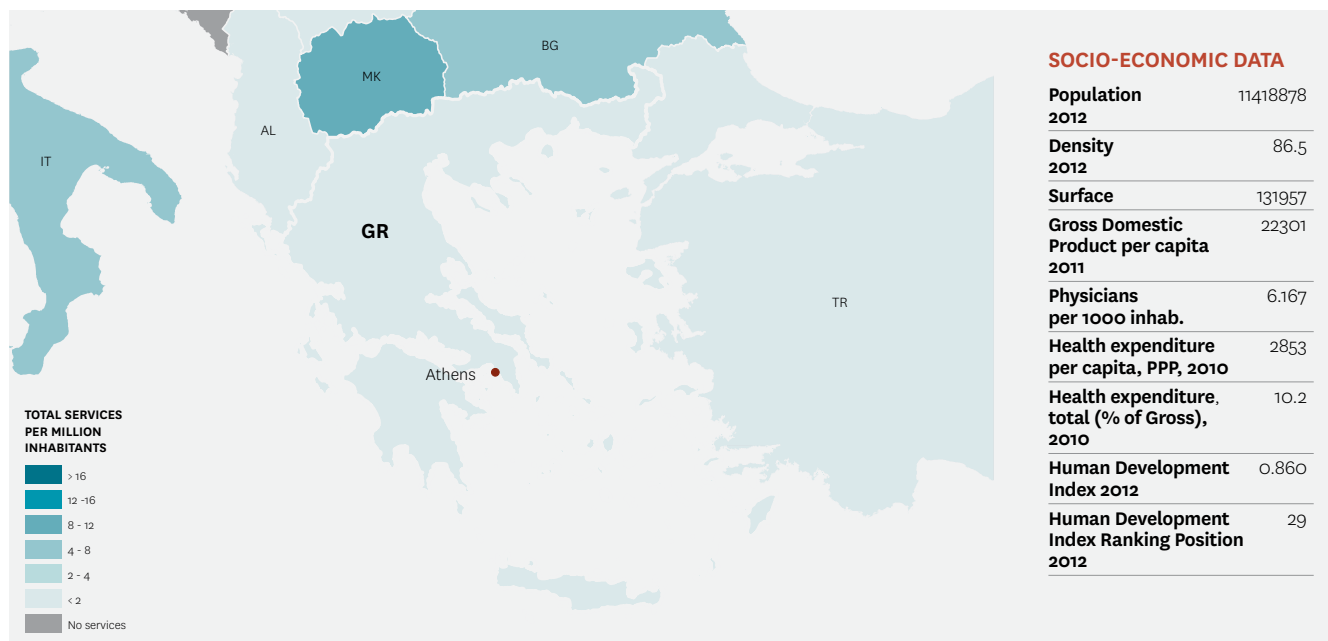 BG
MK
AL
IT
GR
TR
Athens
TOTAL SERVICES
PER MILLION
INHABITANTS
> 16
12 -16
8 - 12
4 - 8
2 - 4
< 2
No services
SOCIO-ECONOMIC DATA
Population 11418878
2012
Density 86.5
2012
Surface 131957
Gross Domestic 22301
Product per capita
2011
Physicians 6.167
per 1000 inhab.
Health expenditure 2853
per capita, PPP, 2010
Health expenditure, 10.2
total (% of Gross),
2010
Human Development 0.860
Index 2012
Human Development 29
Index Ranking Position
2012